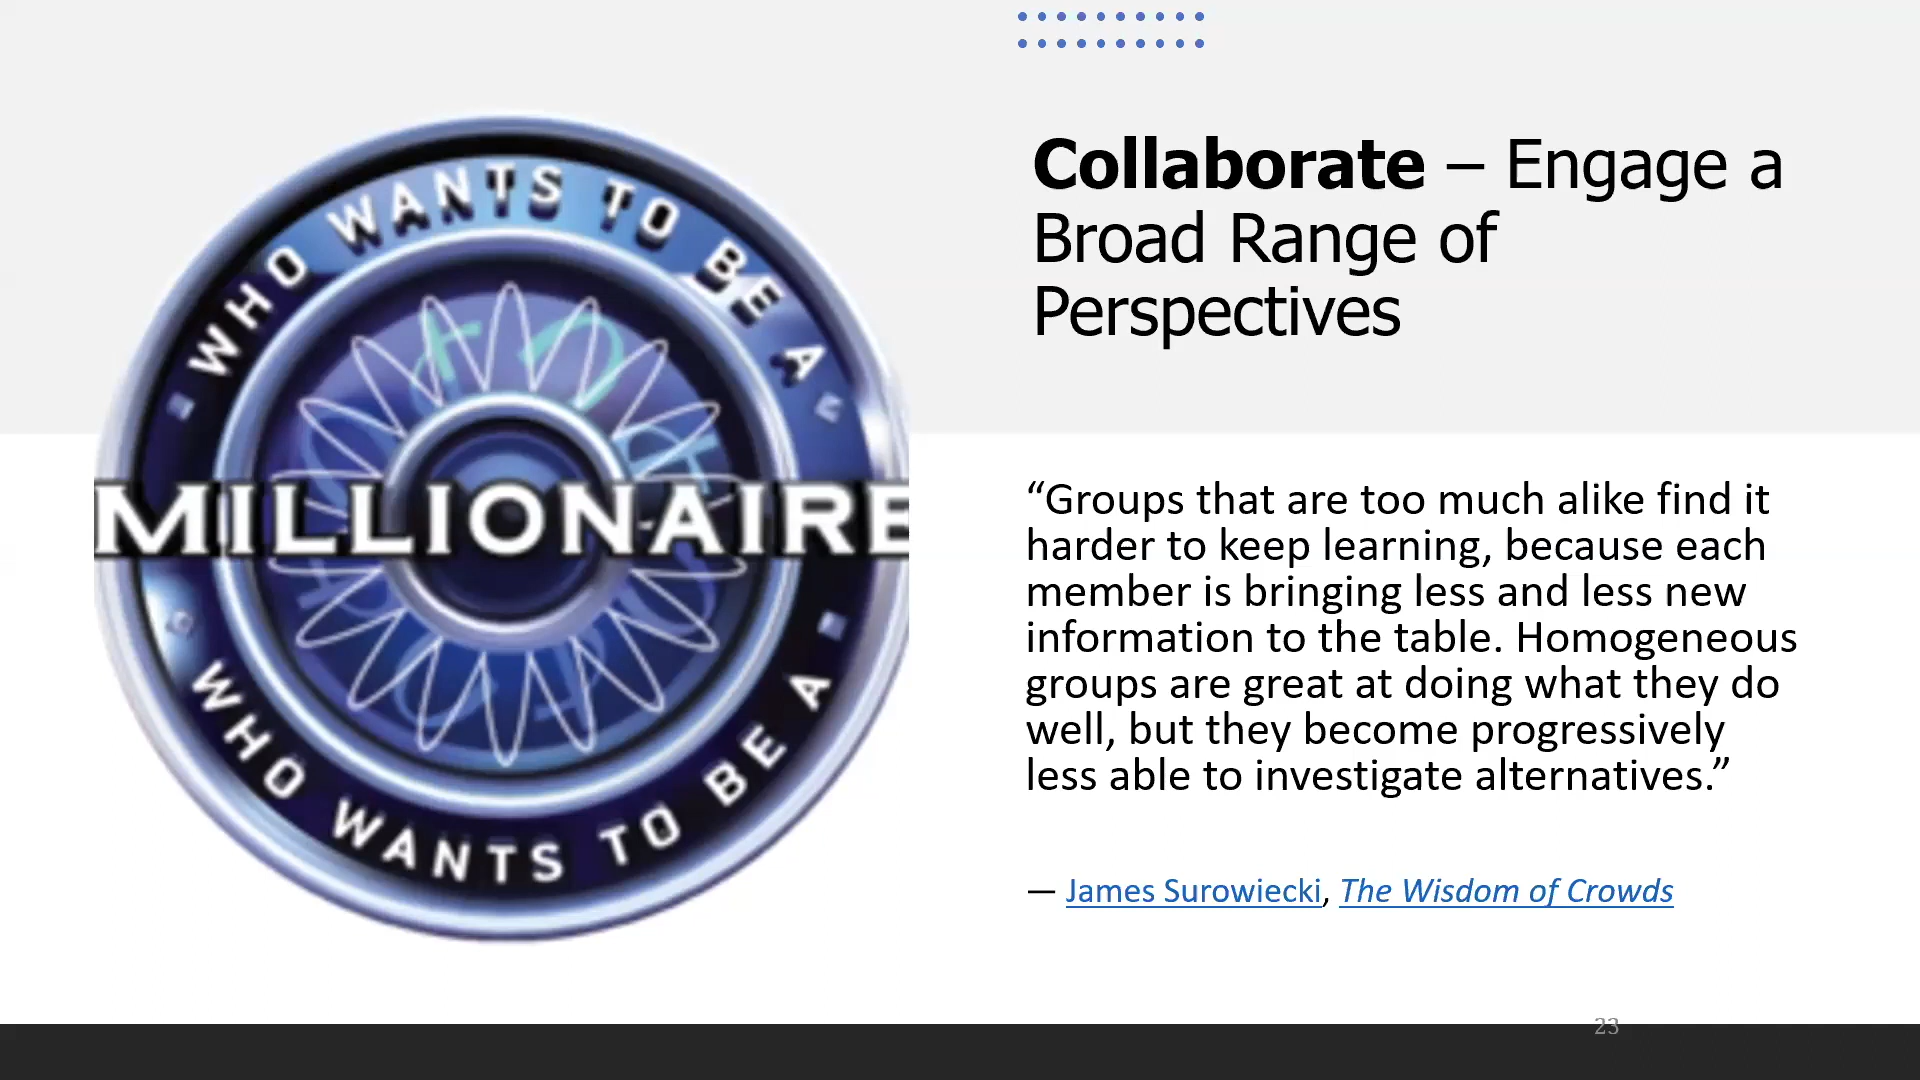 WHO WANTS TO BE A
MILLIONAIRE
WHO WANTS TO BE A
Collaborate – Engage a
Broad Range of
Perspectives
“Groups that are too much alike find it
harder to keep learning, because each
member is bringing less and less new
information to the table. Homogeneous
groups are great at doing what they do
well, but they become progressively
less able to investigate alternatives.”
— James Surowiecki, The Wisdom of Crowds
23